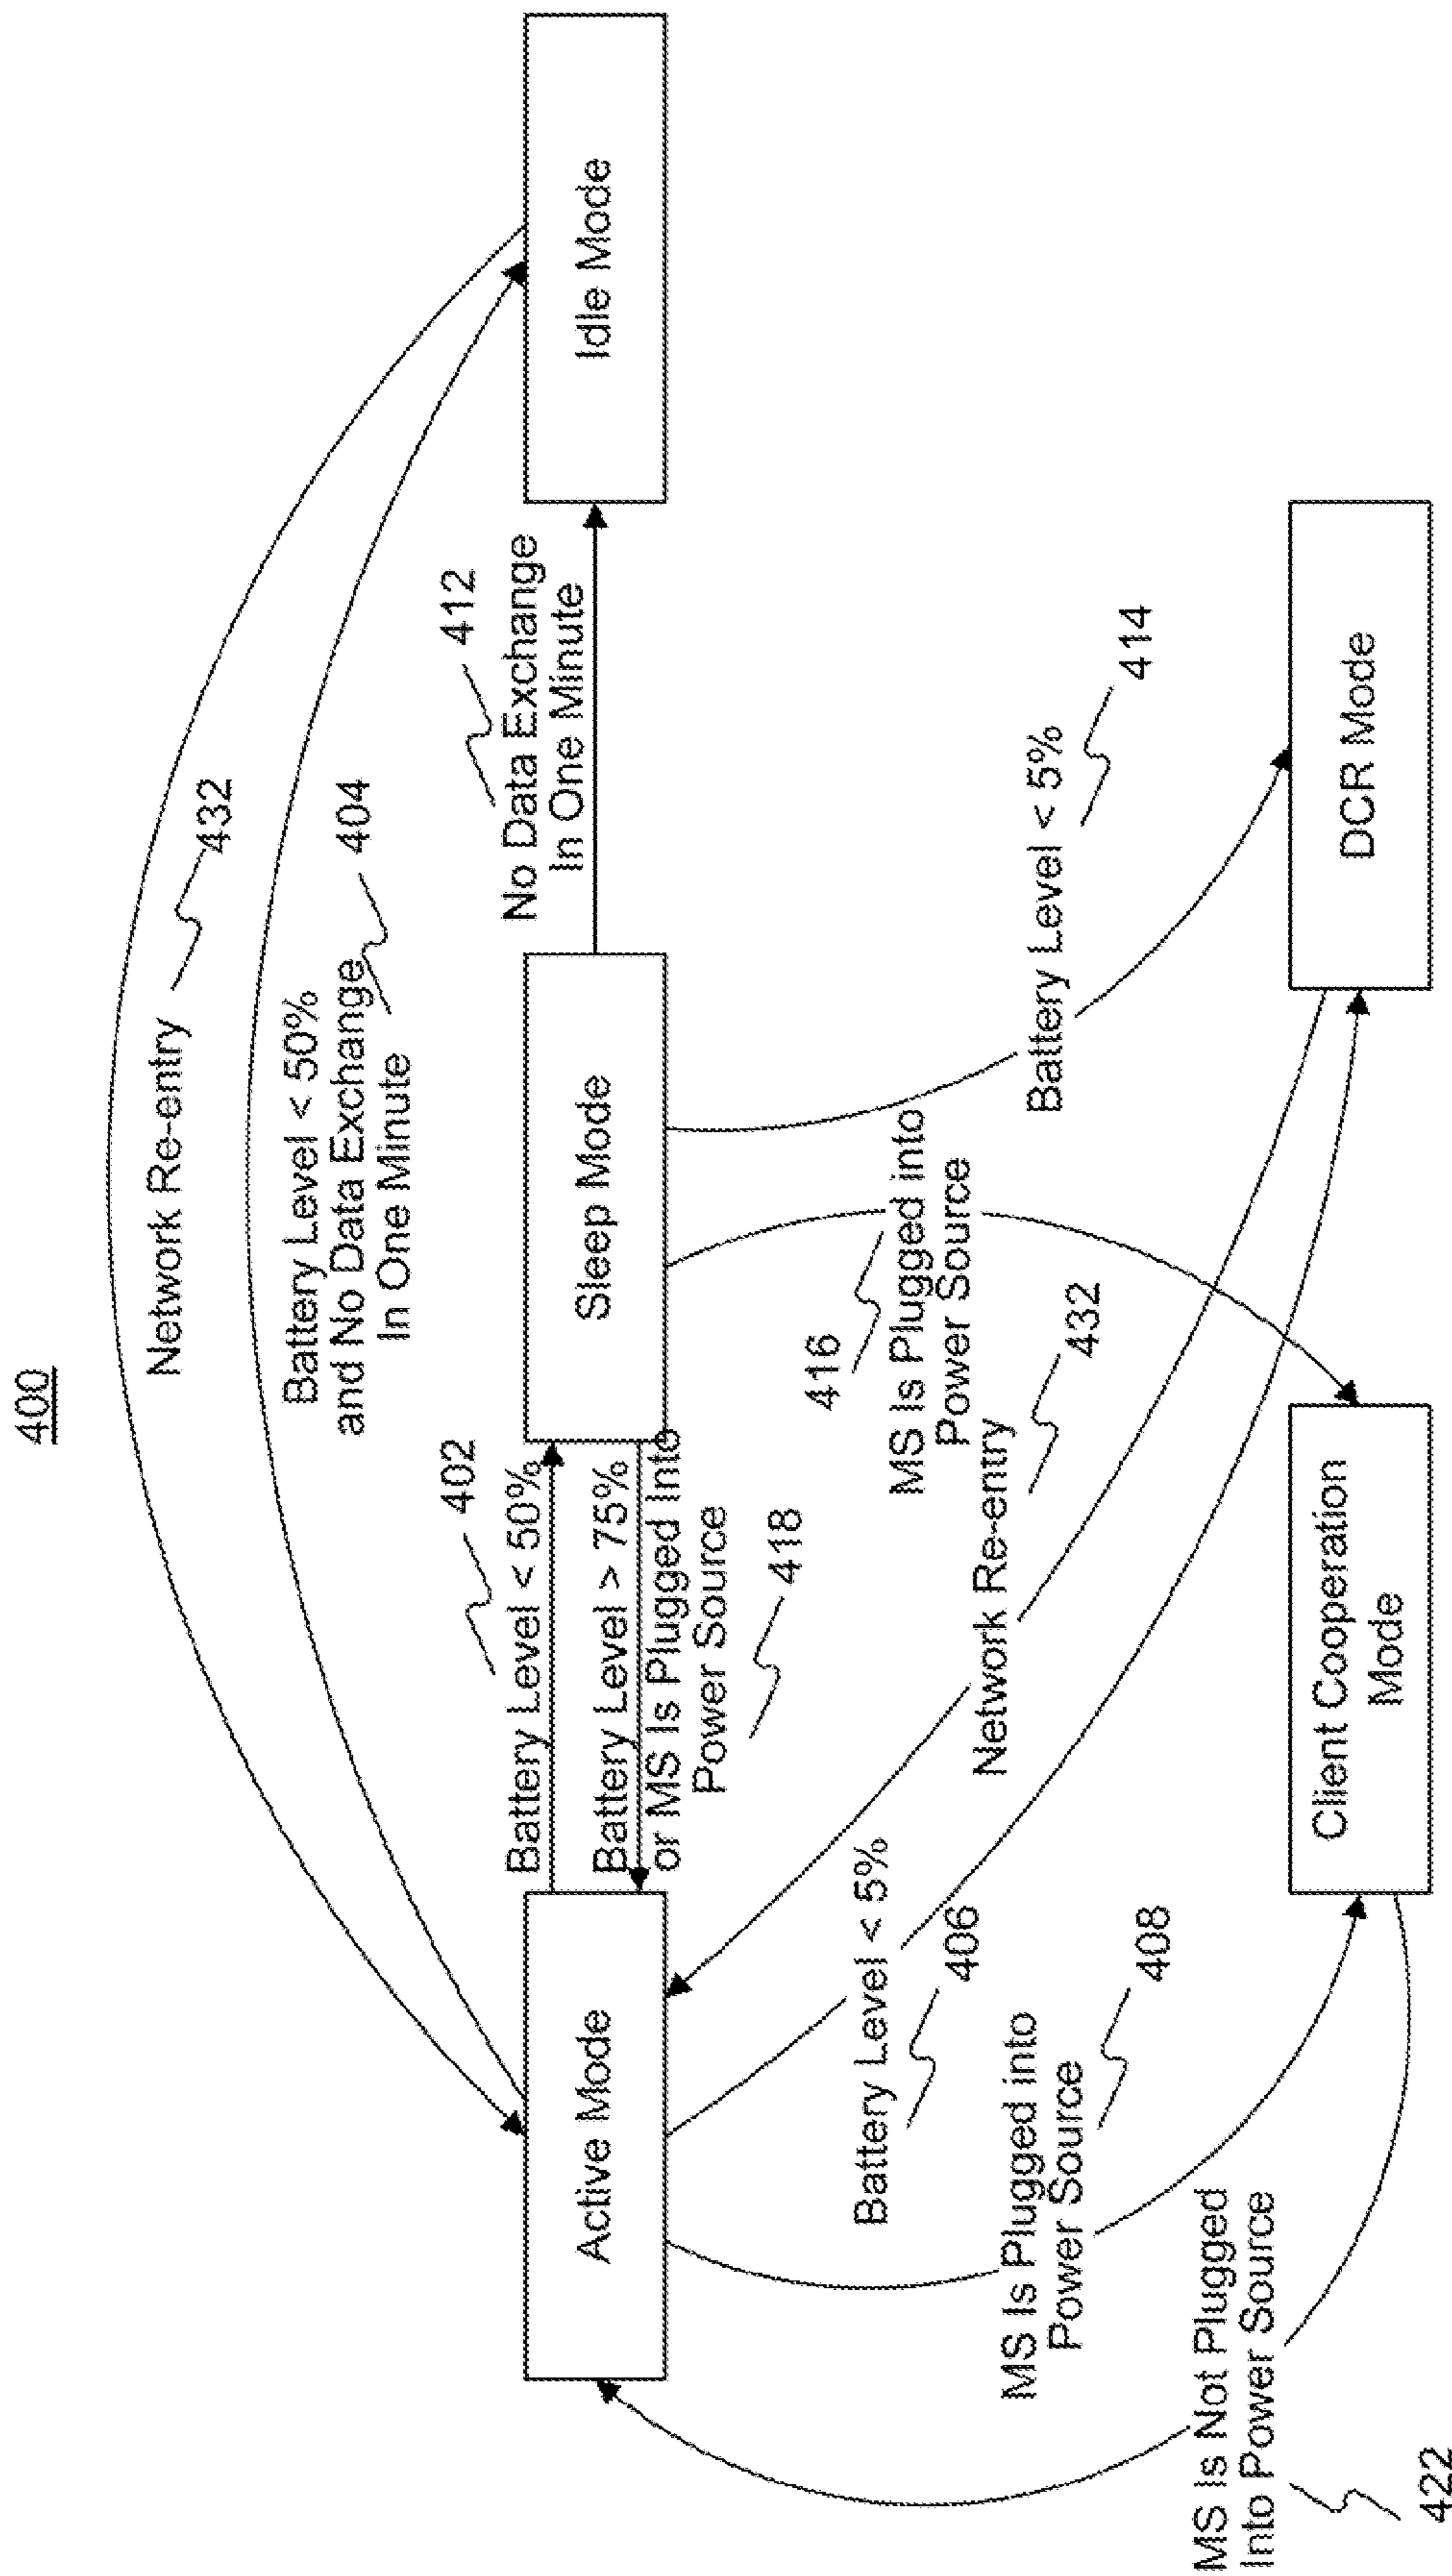 400
Network Re-entry
432
Battery Level < 50%
and No Data Exchange
In One Minute
404
402
Battery Level < 50%
412
No Data Exchange
In One Minute
Active Mode
Sleep Mode
Idle Mode
Battery Level > 75%
or MS Is Plugged Into
Power Source
418
416
MS Is Plugged into
Power Source
Battery Level < 5%
414
Network Re-entry
432
Battery Level < 5%
406
MS Is Plugged into
Power Source
408
MS Is Not Plugged
Into Power Source
422
Client Cooperation
Mode
DCR Mode